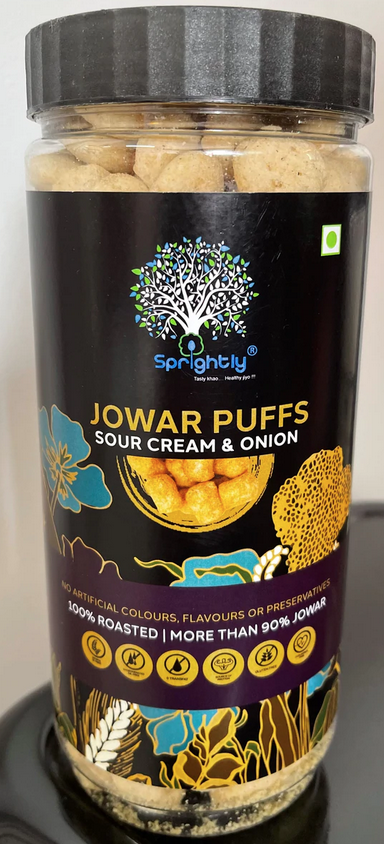 Sprightly®
Tasty khao... Healthy jiyo !!!
JOWAR PUFFS
SOUR CREAM & ONION
NO ARTIFICIAL COLOURS, FLAVOURS OR PRESERVATIVES
100% ROASTED | MORE THAN 90% JOWAR